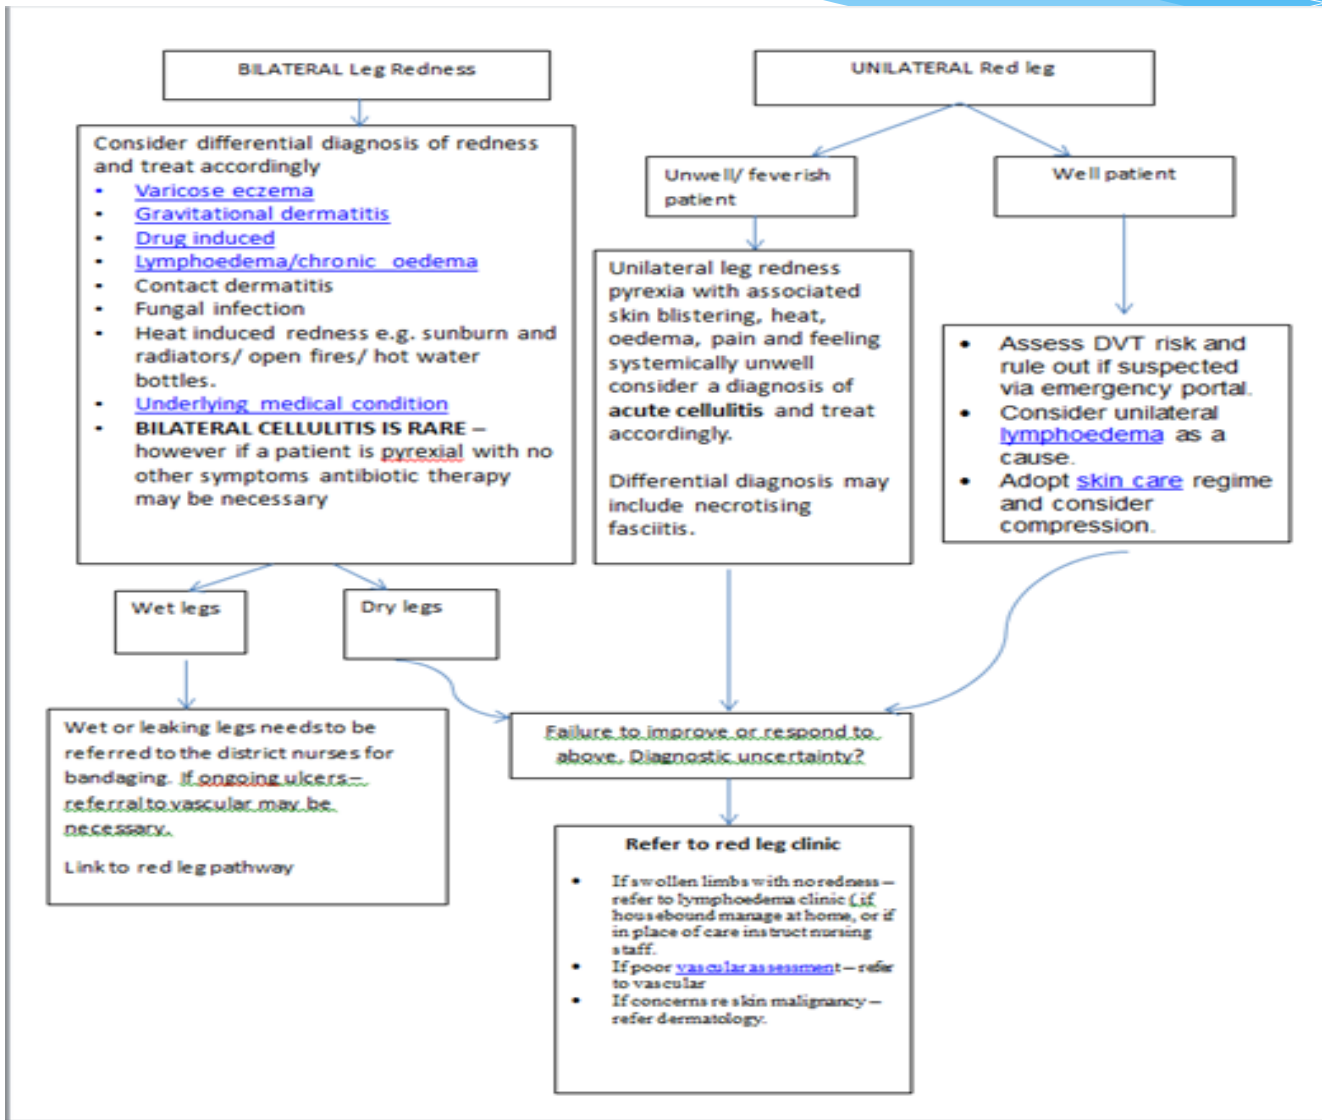 BILATERAL Leg Redness
Consider differential diagnosis of redness
and treat accordingly
• Varicose eczema
• Gravitational dermatitis
• Drug induced
• Lymphoedema/chronic oedema
• Contact dermatitis
• Fungal infection
• Heat induced redness e.g. sunburn and
radiators/ open fires/ hot water
bottles.
• Underlying medical condition
• BILATERAL CELLULITIS IS RARE –
however if a patient is pyrexial with no
other symptoms antibiotic therapy
may be necessary
Wet legs
Dry legs
Wet or leaking legs needs to be
referred to the district nurses for
bandaging. If ongoing ulcers –
referral to vascular may be
necessary.
Link to red leg pathway
UNILATERAL Red leg
Unwell/ feverish
patient
Well patient
Unilateral leg redness
pyrexia with associated
skin blistering, heat,
oedema, pain and feeling
systemically unwell
consider a diagnosis of
acute cellulitis and treat
accordingly.
Differential diagnosis may
include necrotising
fasciitis.
• Assess DVT risk and
rule out if suspected
via emergency portal.
• Consider unilateral
lymphoedema as a
cause.
• Adopt skin care regime
and consider
compression.
Failure to improve or respond to
above. Diagnostic uncertainty?
Refer to red leg clinic
• If swollen limbs with no redness –
refer to lymphoedema clinic ( if
housebound manage at home, or if
in place of care instruct nursing
staff.
• If poor vascular assessment – refer
to vascular
• If concerns re skin malignancy –
refer dermatology.